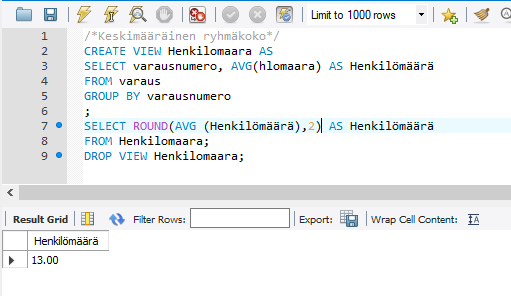 Limit to 1000 rows
1 /*Keskimääräinen ryhmäkoko*/
2 CREATE VIEW Henkilomaara AS
3 SELECT varausnumero, AVG(hlomaara) AS Henkilömäärä
4 FROM varaus
5 GROUP BY varausnumero
6 ;
7 SELECT ROUND(AVG (Henkilömäärä),2) AS Henkilömäärä
8 FROM Henkilomaara;
9 DROP VIEW Henkilomaara;
Result Grid Filter Rows: Export: Wrap Cell Content: IA
Henkilömäärä
13.00